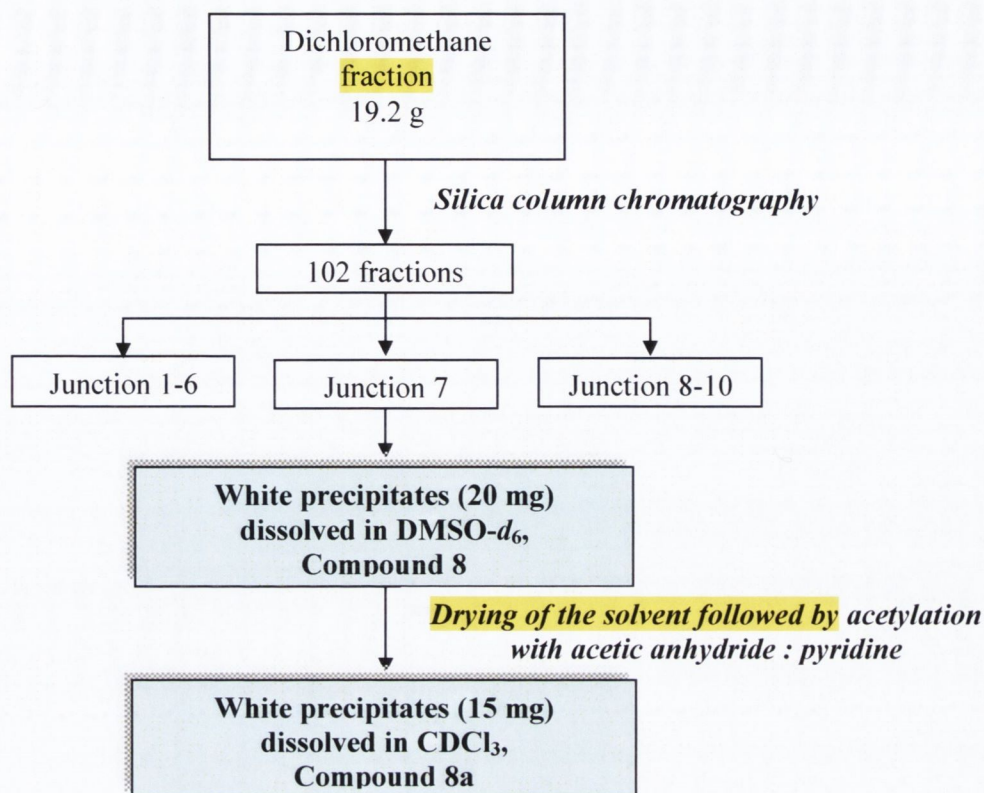 Dichloromethane
fraction
19.2 g
Silica column chromatography
102 fractions
Junction 1-6
Junction 7
Junction 8-10
White precipitates (20 mg)
dissolved in DMSO-d6,
Compound 8
Drying of the solvent followed by acetylation
with acetic anhydride : pyridine
White precipitates (15 mg)
dissolved in CDCl3,
Compound 8a